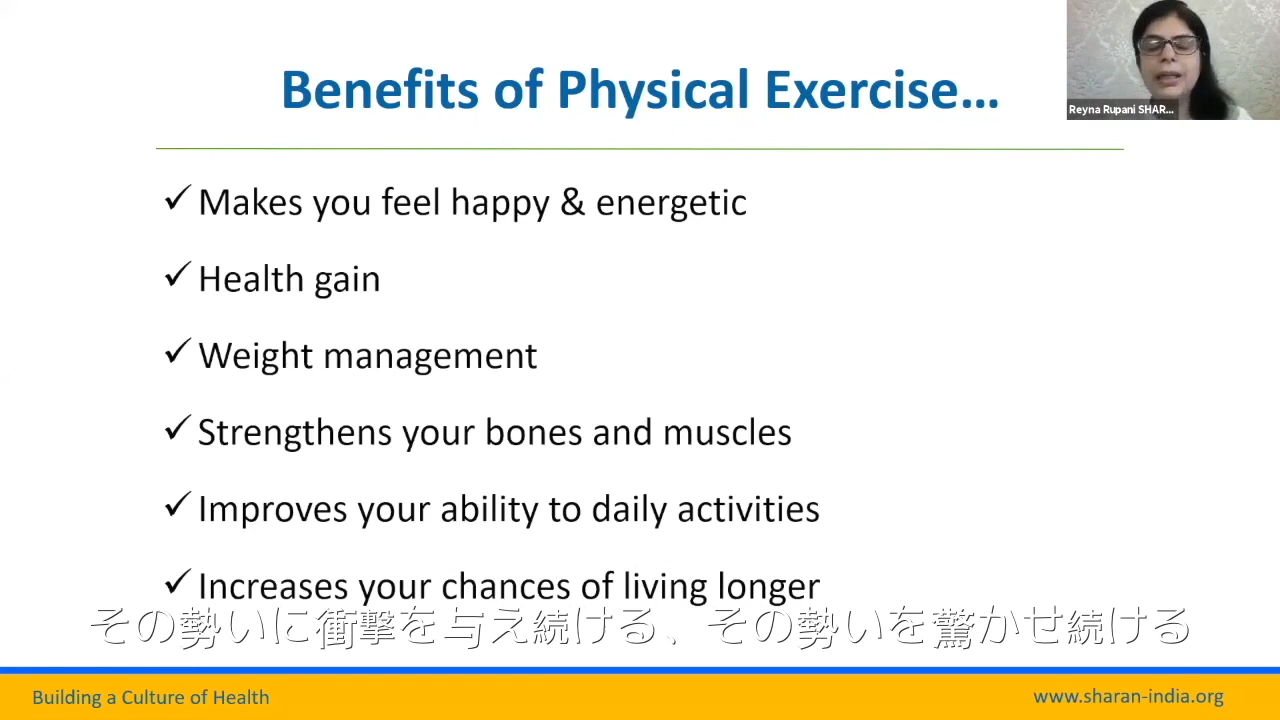 Benefits of Physical Exercise...
Reyna Rupani SHAR...
✓ Makes you feel happy & energetic
✓ Health gain
✓ Weight management
✓ Strengthens your bones and muscles
✓ Improves your ability to daily activities
✓ Increases your chances of living longer
その勢いに衝撃を与え続ける、その勢いを驚かせ続ける
Building a Culture of Health
www.sharan-india.org